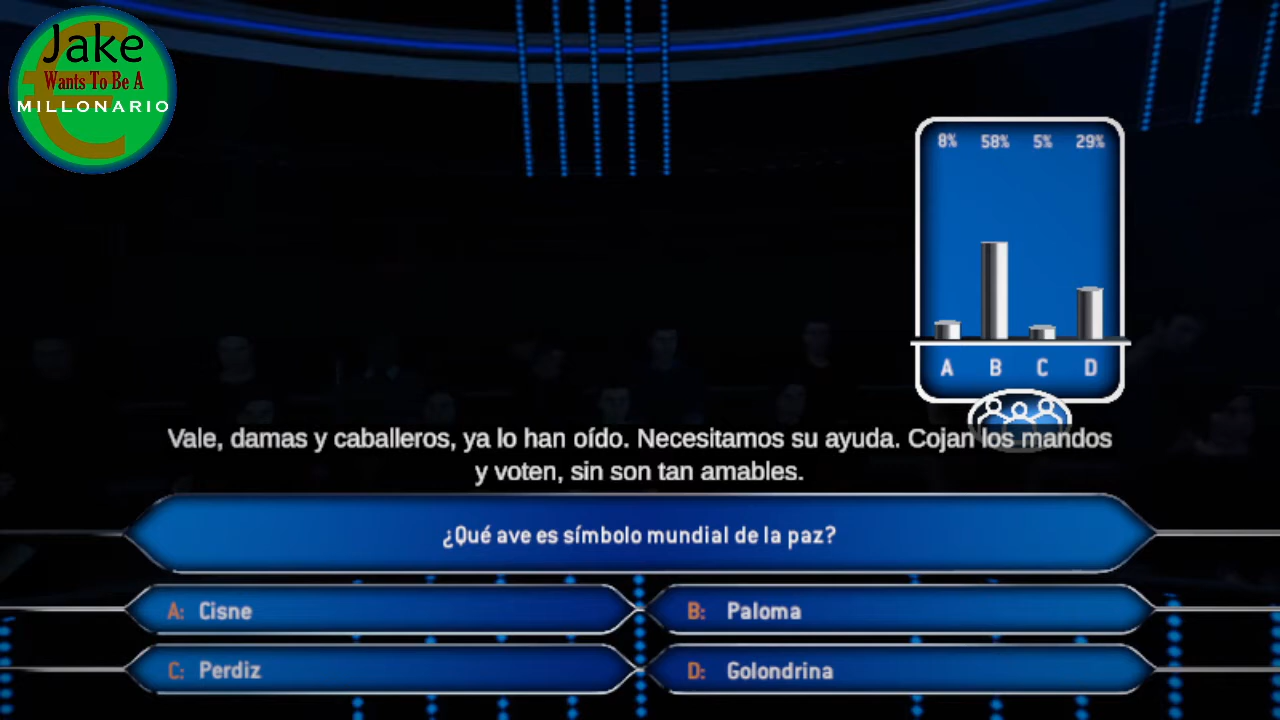 Jake
Wants To Be A
MILLONARIO
8% 58% 5% 29%
A B C D
Vale, damas y caballeros, ya lo han oído. Necesitamos su ayuda. Cojan los mandos
y voten, sin son tan amables.
¿Qué ave es símbolo mundial de la paz?
A: Cisne
B: Paloma
C: Perdiz
D: Golondrina